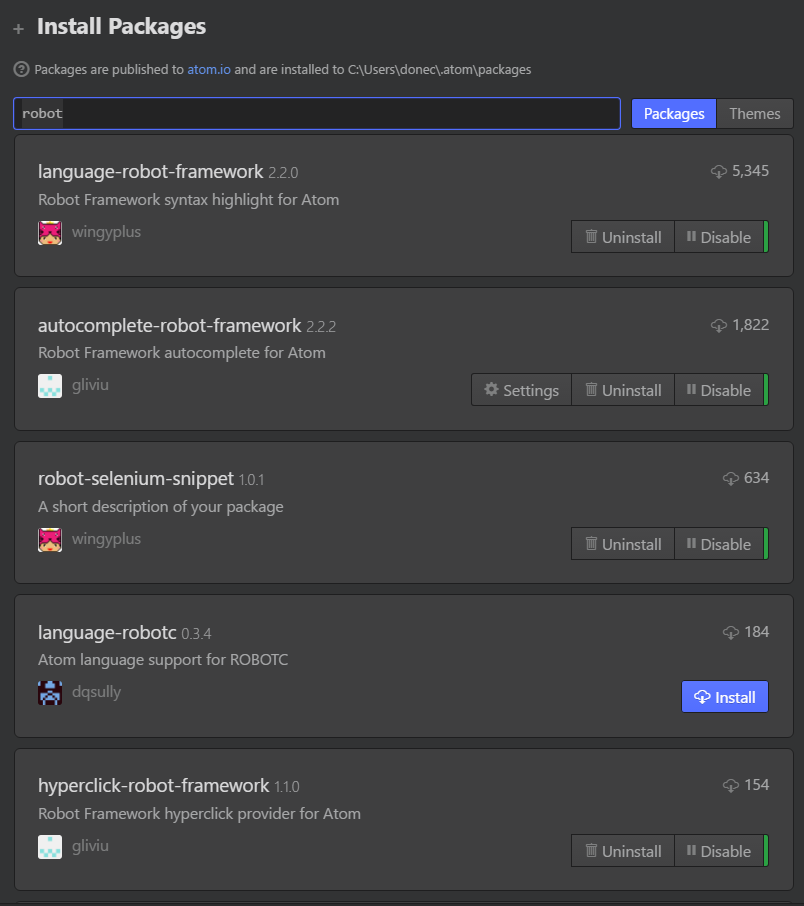 Install Packages
Packages are published to atom.io and are installed to C:\Users\donec\.atom\packages
robot
Packages Themes
language-robot-framework 2.2.0 5,345
Robot Framework syntax highlight for Atom
wingyplus
Uninstall Disable
autocomplete-robot-framework 2.2.2 1,822
Robot Framework autocomplete for Atom
gliviu
Settings Uninstall Disable
robot-selenium-snippet 1.0.1 634
A short description of your package
wingyplus
Uninstall Disable
language-robotc 0.3.4 184
Atom language support for ROBOTC
dqsully
Install
hyperclick-robot-framework 1.1.0 154
Robot Framework hyperclick provider for Atom
gliviu
Uninstall Disable